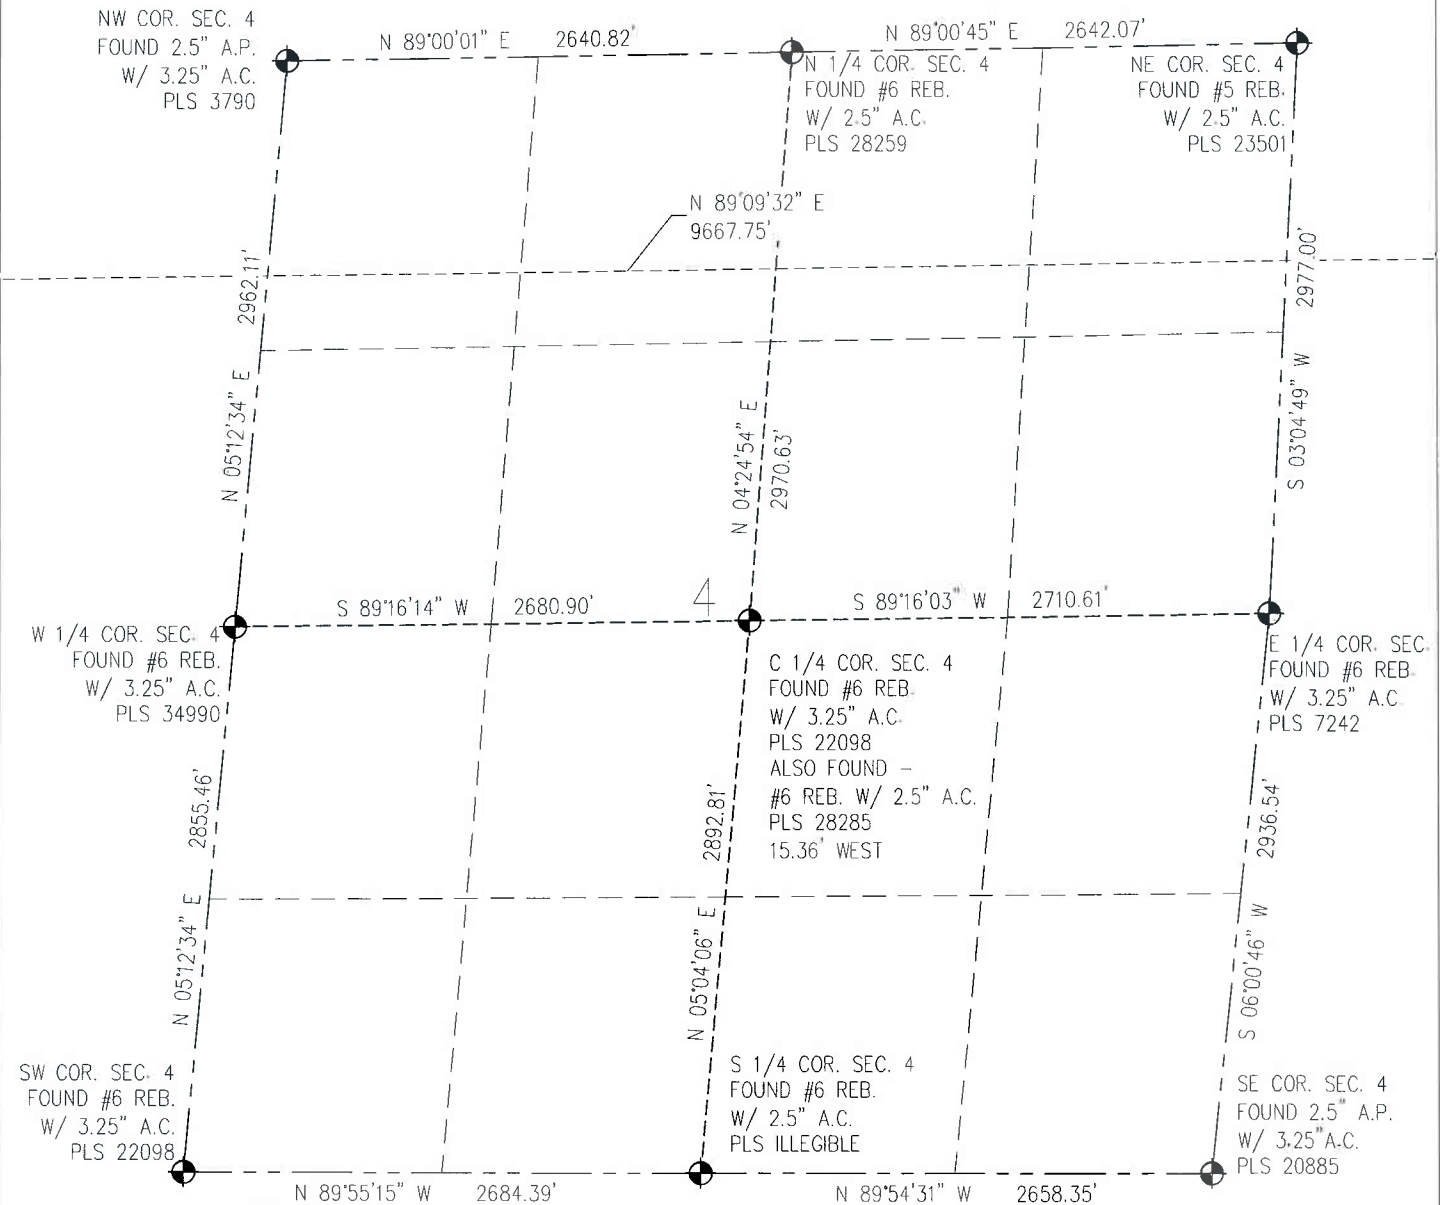 NW COR. SEC. 4
FOUND 2.5" A.P.
W/ 3.25" A.C.
PLS 3790
N 89°00'01" E 2640.82'
N 89°00'45" E 2642.07'
N 1/4 COR. SEC. 4
FOUND #6 REB.
W/ 2.5" A.C.
PLS 28259
NE COR. SEC. 4
FOUND #5 REB.
W/ 2.5" A.C.
PLS 23501
N 89°09'32" E
9667.75'
2962.11'
N 05°12'34" E
N 04°24'54" E
2970.63'
2977.00'
S 03°04'49" W
S 89°16'14" W 2680.90'
4
S 89°16'03" W 2710.61'
W 1/4 COR. SEC. 4
FOUND #6 REB.
W/ 3.25" A.C.
PLS 34990
C 1/4 COR. SEC. 4
FOUND #6 REB.
W/ 3.25" A.C.
PLS 22098
ALSO FOUND -
#6 REB. W/ 2.5" A.C.
PLS 28285
15.36' WEST
E 1/4 COR. SEC.
FOUND #6 REB.
W/ 3.25" A.C.
PLS 7242
2855.46'
N 05°12'34" E
2892.81'
N 05°04'06" E
2936.54'
S 06°00'46" W
SW COR. SEC. 4
FOUND #6 REB.
W/ 3.25" A.C.
PLS 22098
S 1/4 COR. SEC. 4
FOUND #6 REB.
W/ 2.5" A.C.
PLS ILLEGIBLE
SE COR. SEC. 4
FOUND 2.5" A.P.
W/ 3.25"A.C.
PLS 20885
N 89°55'15" W 2684.39'
N 89°54'31" W 2658.35'